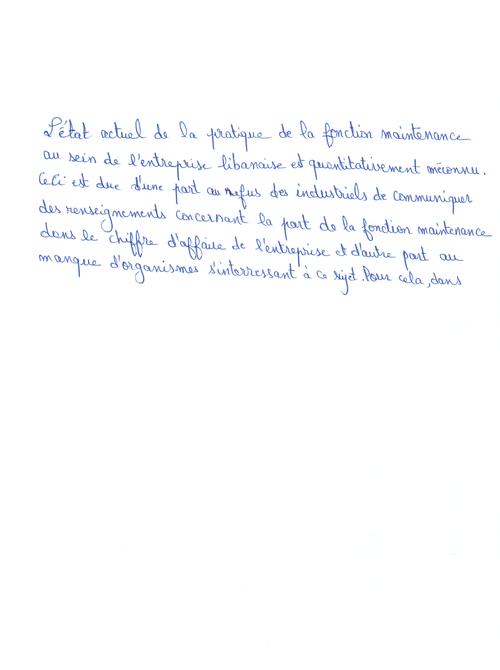 L'état actuel de la pratique de la fonction maintenance
au sein de l'entreprise libanaise est quantitativement méconnu.
Ceci est due d'une part au refus des industriels de communiquer
des renseignements concernant la part de la fonction maintenance
dans le chiffre d'affaire de l'entreprise et d'autre part au
manque d'organismes s'interressant à ce sujet. Pour cela, dans